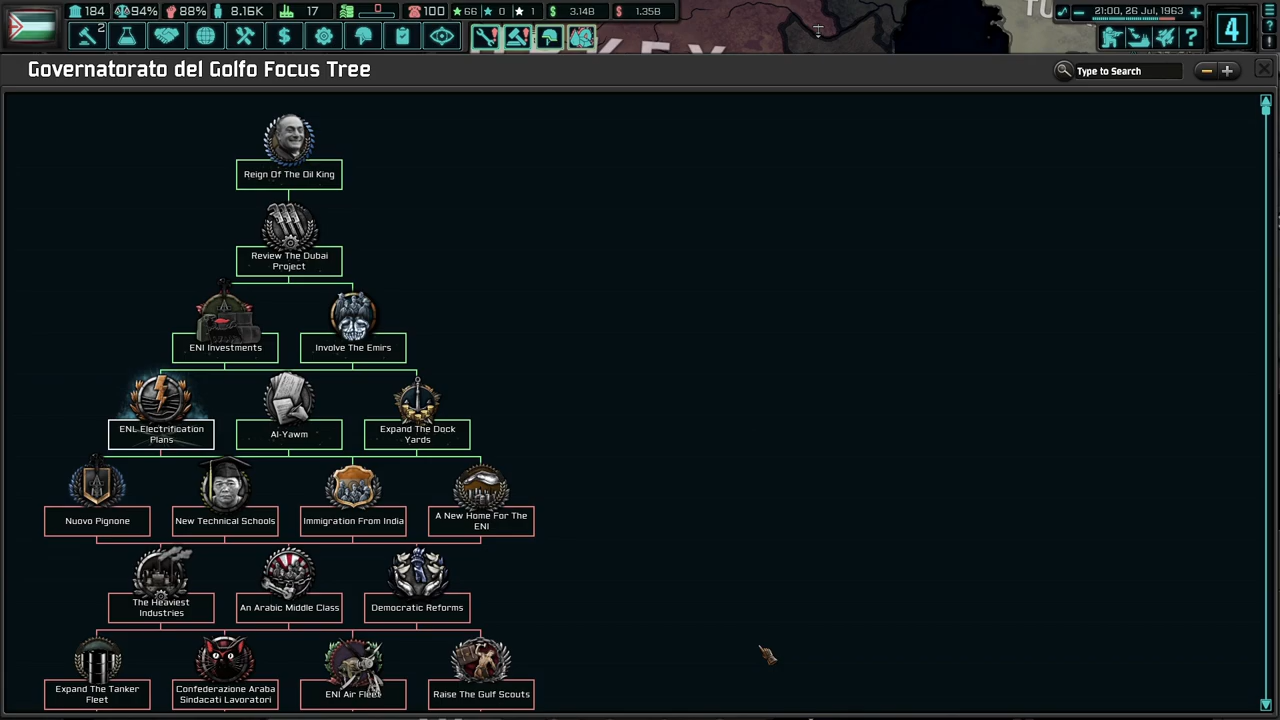 184 94% 88% 8.16K 17 100 66 0 1 $ 3.14B $ 1.35B
21:00, 26 Jul, 1963
2
4
Governatorato del Golfo Focus Tree
Type to Search
Reign Of The Oil King
Review The Dubai
Project
ENI Investments
Involve The Emirs
ENI Electrification
Plans
Al-Yawm
Expand The Dock
Yards
Nuovo Pignone
New Technical Schools
Immigration From India
A New Home For The
ENI
The Heaviest
Industries
An Arabic Middle Class
Democratic Reforms
Expand The Tanker
Fleet
Confederazione Araba
Sindacati Lavoratori
ENI Air Fleet
Raise The Gulf Scouts